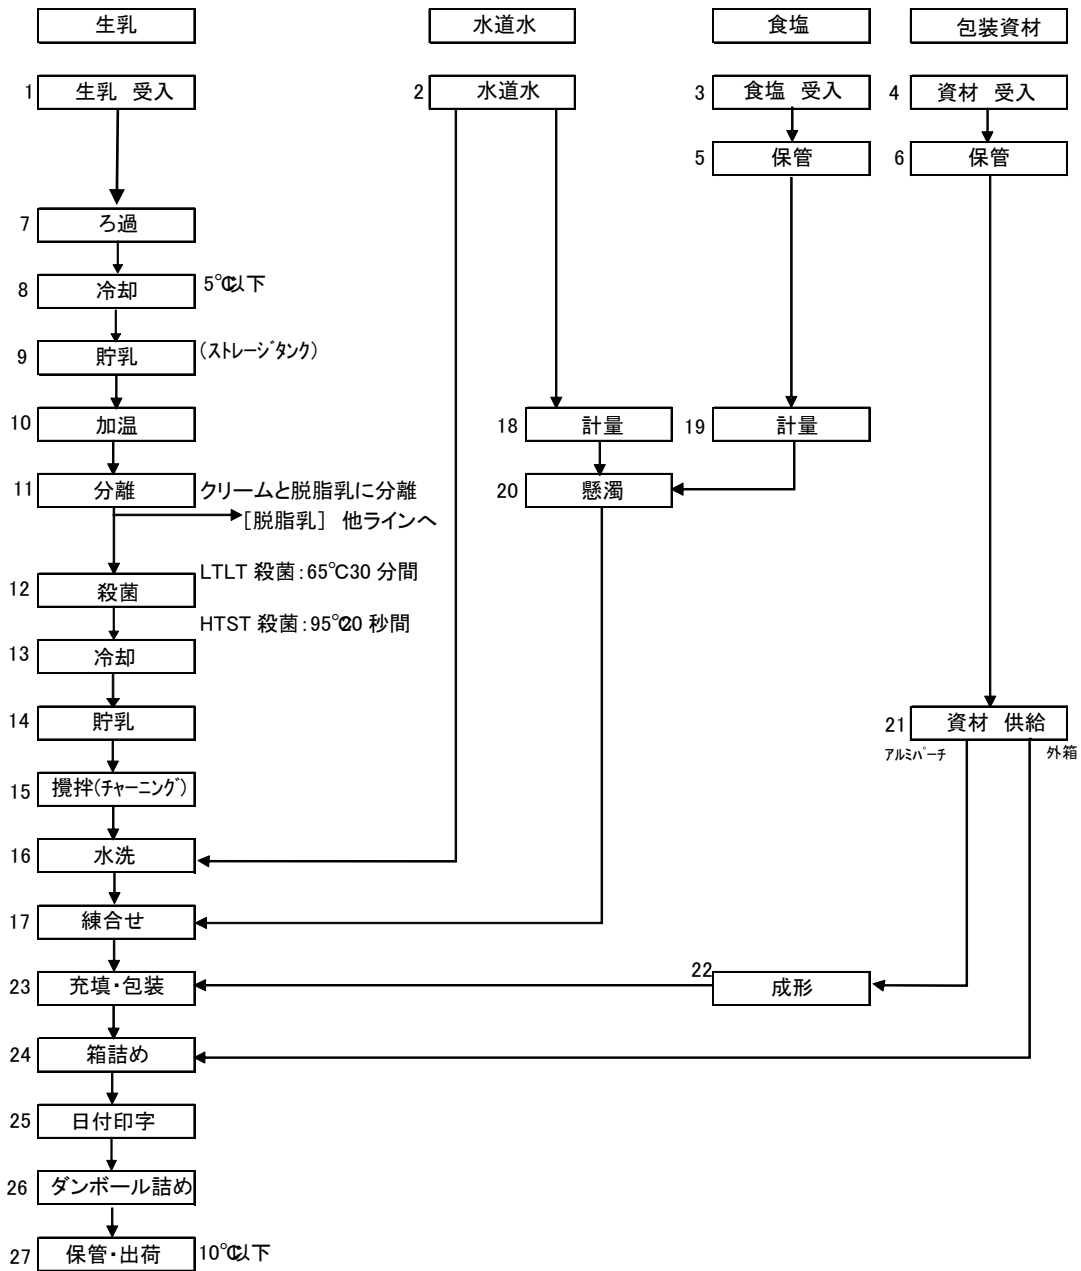 生乳 水道水 食塩 包装資材
1 生乳 受入 2 水道水 3 食塩 受入 4 資材 受入
5 保管 6 保管
7 ろ過
8 冷却 5℃以下
9 貯乳 (ストレージタンク)
10 加温 18 計量 19 計量
11 分離 クリームと脱脂乳に分離 20 懸濁
[脱脂乳] 他ラインへ
LTLT 殺菌:65℃30 分間
12 殺菌
HTST 殺菌:95℃20 秒間
13 冷却
14 貯乳 21 資材 供給
アルミパーチ 外箱
15 攪拌(チャーニング)
16 水洗
17 練合せ
23 充填・包装 22 成形
24 箱詰め
25 日付印字
26 ダンボール詰め
27 保管・出荷 10℃以下